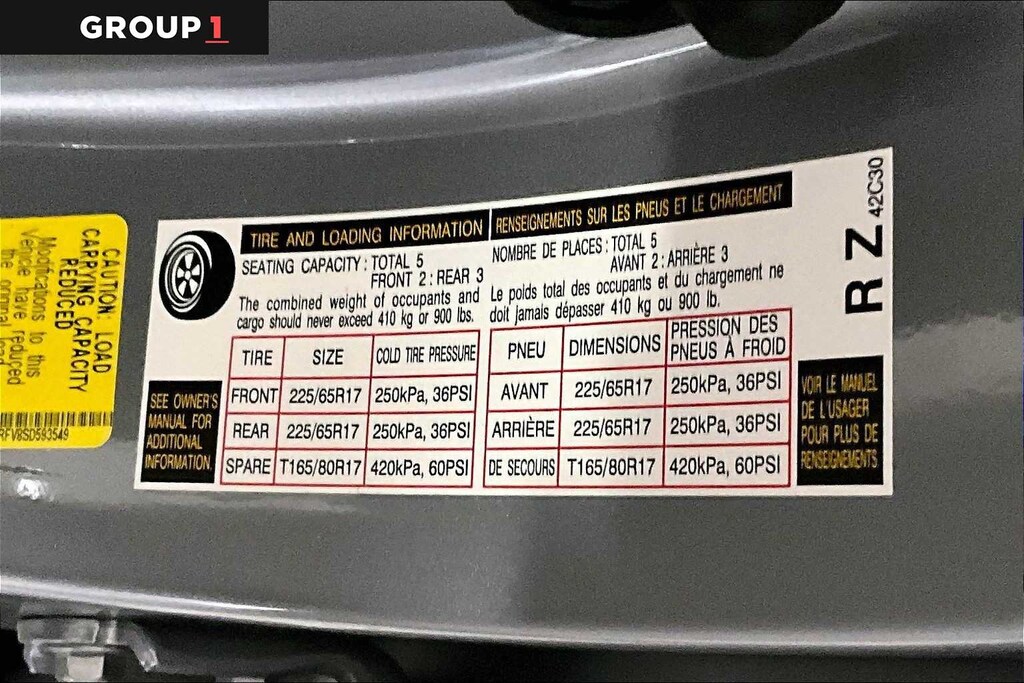 GROUP 1
CAUTION: LOAD
CARRYING CAPACITY
REDUCED
Modifications to this
Vehicle have reduced
the original load
RFV8SD593549
TIRE AND LOADING INFORMATION
SEATING CAPACITY : TOTAL 5
FRONT 2 : REAR 3
The combined weight of occupants and
cargo should never exceed 410 kg or 900 lbs.
TIRE SIZE COLD TIRE PRESSURE
FRONT 225/65R17 250kPa, 36PSI
REAR 225/65R17 250kPa, 36PSI
SPARE T165/80R17 420kPa, 60PSI
SEE OWNER'S
MANUAL FOR
ADDITIONAL
INFORMATION.
RENSEIGNEMENTS SUR LES PNEUS ET LE CHARGEMENT
NOMBRE DE PLACES : TOTAL 5
AVANT 2 : ARRIÈRE 3
Le poids total des occupants et du chargement ne
doit jamais dépasser 410 kg ou 900 lb.
PNEU DIMENSIONS PRESSION DES
PNEUS À FROID
AVANT 225/65R17 250kPa, 36PSI
ARRIÈRE 225/65R17 250kPa, 36PSI
DE SECOURS T165/80R17 420kPa, 60PSI
VOIR LE MANUEL
DE L'USAGER
POUR PLUS DE
RENSEIGNEMENTS
R Z 42C30